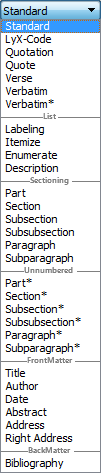 Standard
Standard
LyX-Code
Quotation
Quote
Verse
Verbatim
Verbatim*
List
Labeling
Itemize
Enumerate
Description
Sectioning
Part
Section
Subsection
Subsubsection
Paragraph
Subparagraph
Unnumbered
Part*
Section*
Subsection*
Subsubsection*
Paragraph*
Subparagraph*
FrontMatter
Title
Author
Date
Abstract
Address
Right Address
BackMatter
Bibliography